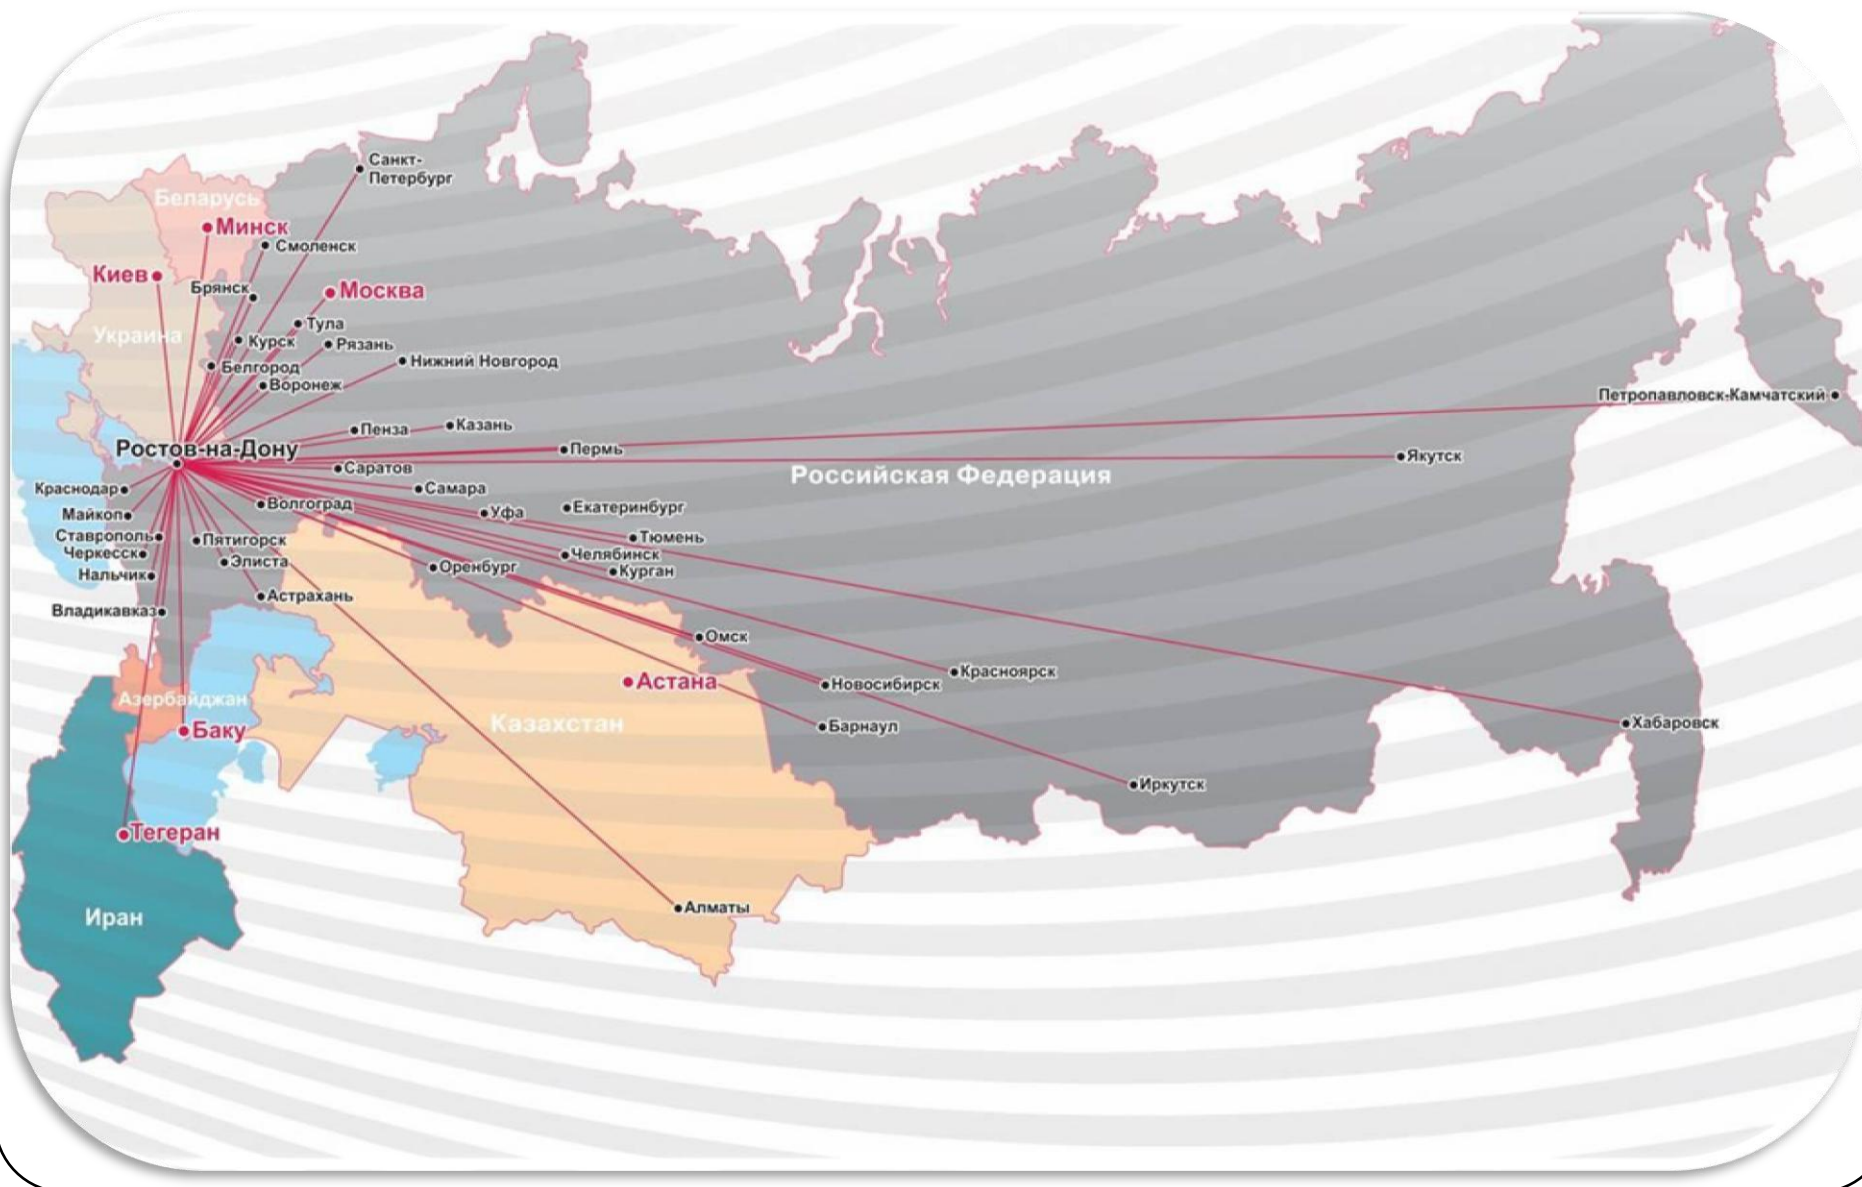 Санкт-
Петербург
Беларусь
Минск
Смоленск
Киев
Брянск
Москва
Тула
Украина
Курск
Рязань
Нижний Новгород
Белгород
Воронеж
Петропавловск-Камчатский
Казань
Пенза
Ростов-на-Дону
Пермь
Якутск
Саратов
Российская Федерация
Краснодар
Самара
Волгоград
Екатеринбург
Уфа
Майкоп
Ставрополь
Пятигорск
Тюмень
Черкесск
Челябинск
Элиста
Оренбург
Курган
Нальчик
Астрахань
Владикавказ
Омск
Красноярск
Астана
Новосибирск
Азербайджан
Казахстан
Хабаровск
Баку
Барнаул
Иркутск
Тегеран
Алматы
Иран